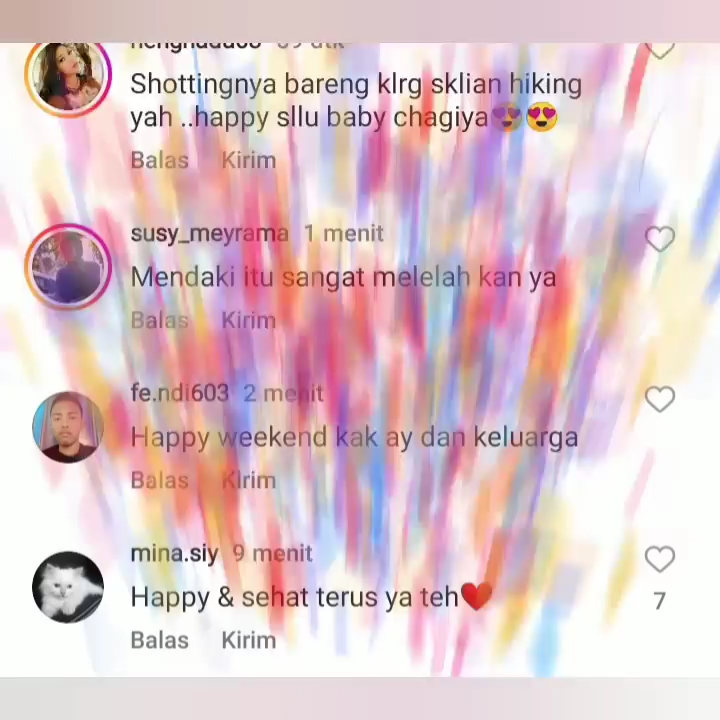 Shottingnya bareng klrg sklian hiking
yah ..happy sllu baby chagiya😍😍
Balas Kirim
susy_meyrama 1 menit
Mendaki itu sangat melelah kan ya
Balas Kirim
fe.ndi603 2 menit
Happy weekend kak ay dan keluarga
Balas Kirim
mina.siy 9 menit
Happy & sehat terus ya teh❤️
7
Balas Kirim